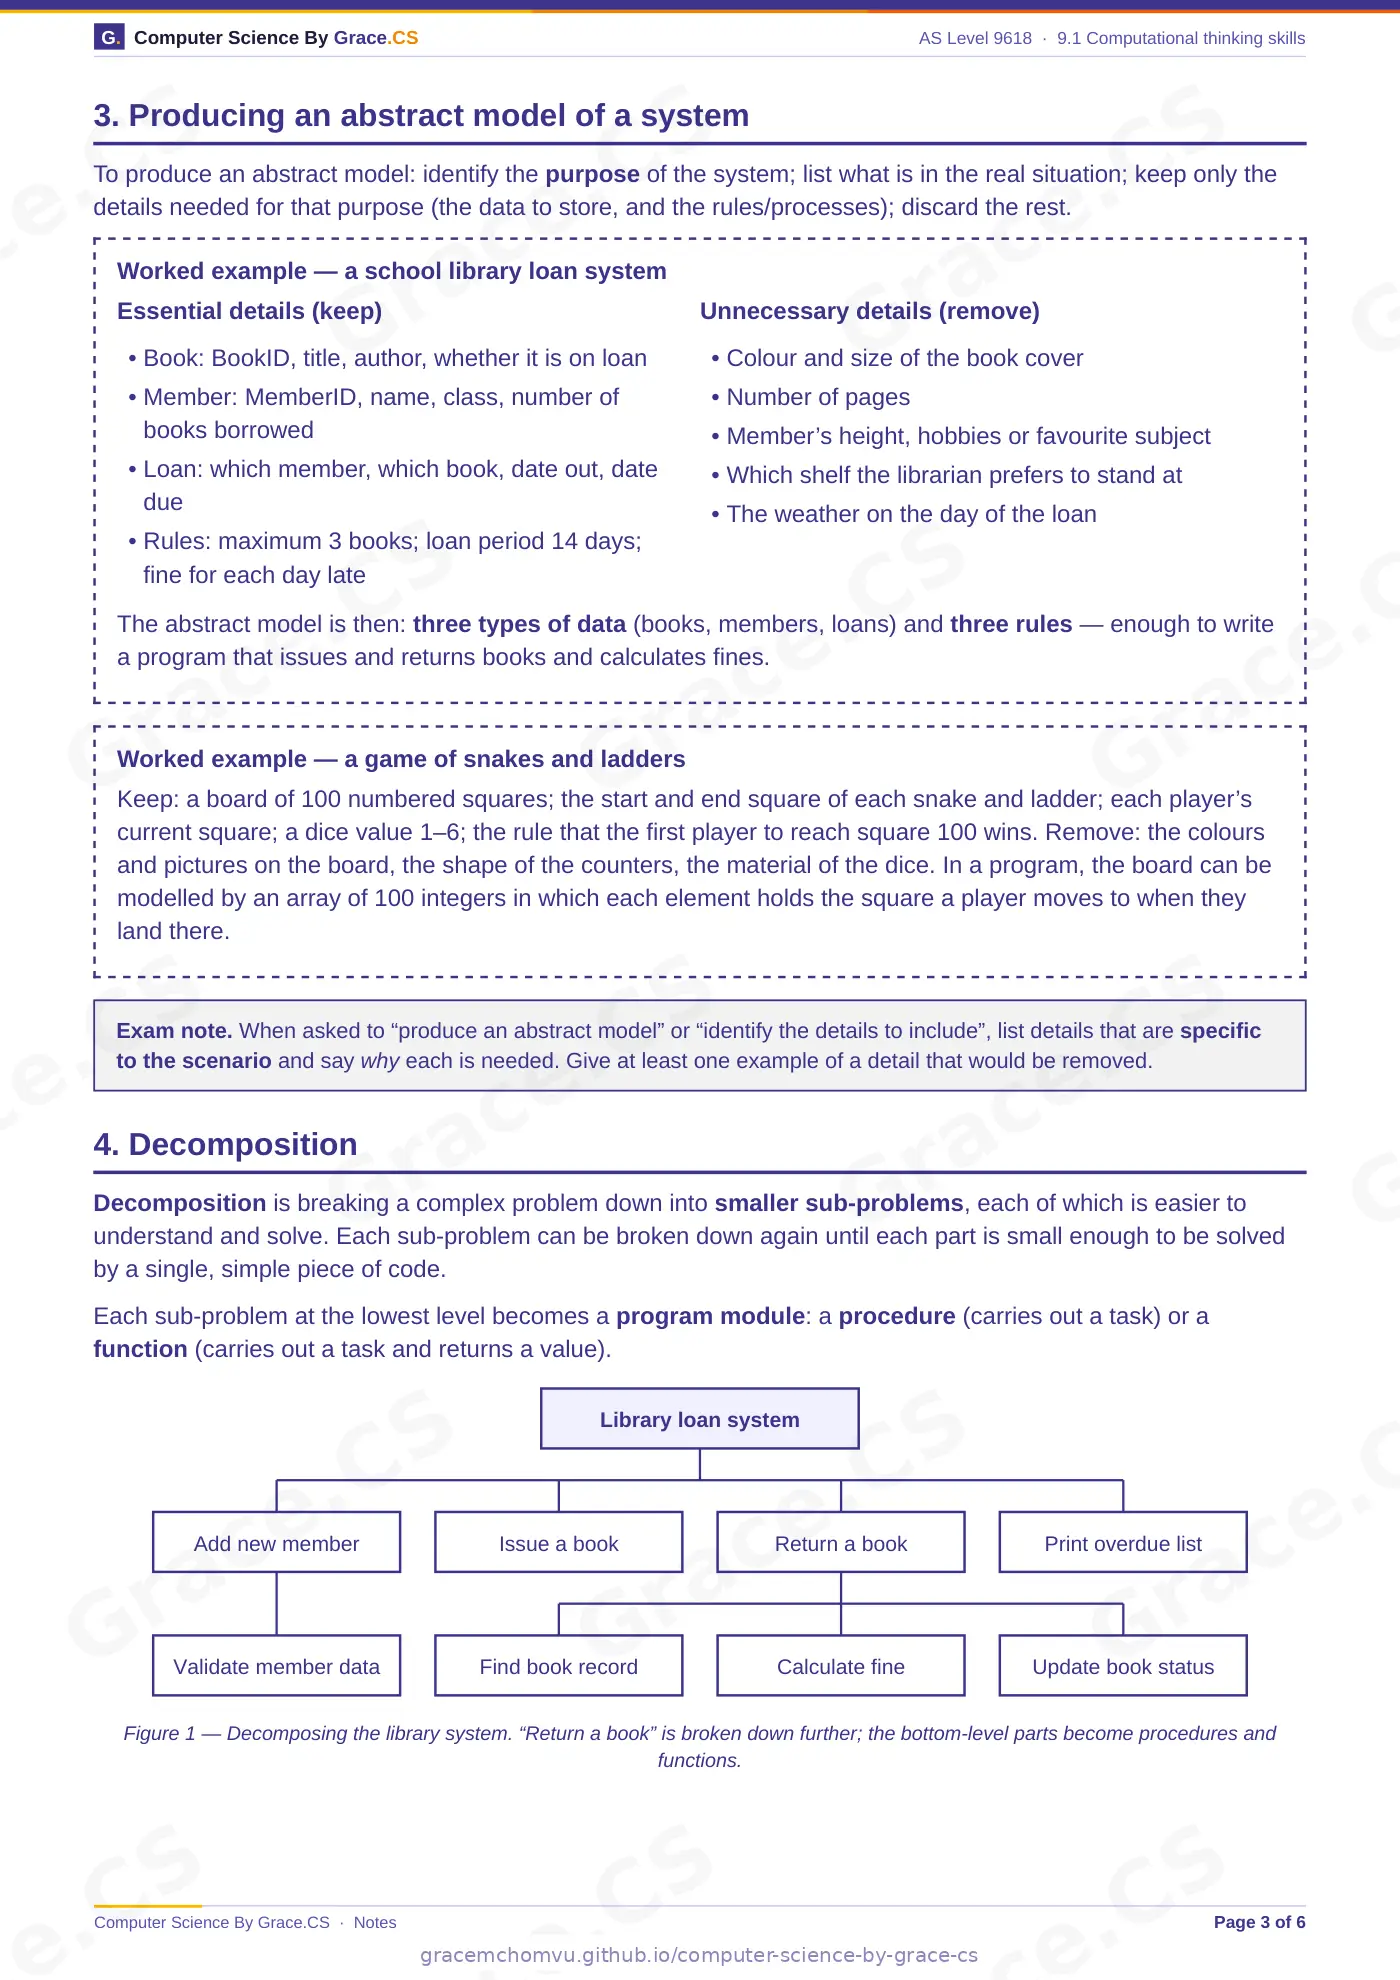 G. Computer Science By Grace.CS
AS Level 9618 · 9.1 Computational thinking skills
3. Producing an abstract model of a system
To produce an abstract model: identify the purpose of the system; list what is in the real situation; keep only the
details needed for that purpose (the data to store, and the rules/processes); discard the rest.
Worked example — a school library loan system
Essential details (keep)
• Book: BookID, title, author, whether it is on loan
• Member: MemberID, name, class, number of
books borrowed
• Loan: which member, which book, date out, date
due
• Rules: maximum 3 books; loan period 14 days;
fine for each day late
Unnecessary details (remove)
• Colour and size of the book cover
• Number of pages
• Member’s height, hobbies or favourite subject
• Which shelf the librarian prefers to stand at
• The weather on the day of the loan
The abstract model is then: three types of data (books, members, loans) and three rules — enough to write
a program that issues and returns books and calculates fines.
Worked example — a game of snakes and ladders
Keep: a board of 100 numbered squares; the start and end square of each snake and ladder; each player’s
current square; a dice value 1–6; the rule that the first player to reach square 100 wins. Remove: the colours
and pictures on the board, the shape of the counters, the material of the dice. In a program, the board can be
modelled by an array of 100 integers in which each element holds the square a player moves to when they
land there.
Exam note. When asked to “produce an abstract model” or “identify the details to include”, list details that are specific
to the scenario and say why each is needed. Give at least one example of a detail that would be removed.
4. Decomposition
Decomposition is breaking a complex problem down into smaller sub-problems, each of which is easier to
understand and solve. Each sub-problem can be broken down again until each part is small enough to be solved
by a single, simple piece of code.
Each sub-problem at the lowest level becomes a program module: a procedure (carries out a task) or a
function (carries out a task and returns a value).
Library loan system
Add new member
Issue a book
Return a book
Print overdue list
Validate member data
Find book record
Calculate fine
Update book status
Figure 1 — Decomposing the library system. “Return a book” is broken down further; the bottom-level parts become procedures and
functions.
Computer Science By Grace.CS · Notes
Page 3 of 6
gracemchomvu.github.io/computer-science-by-grace-cs